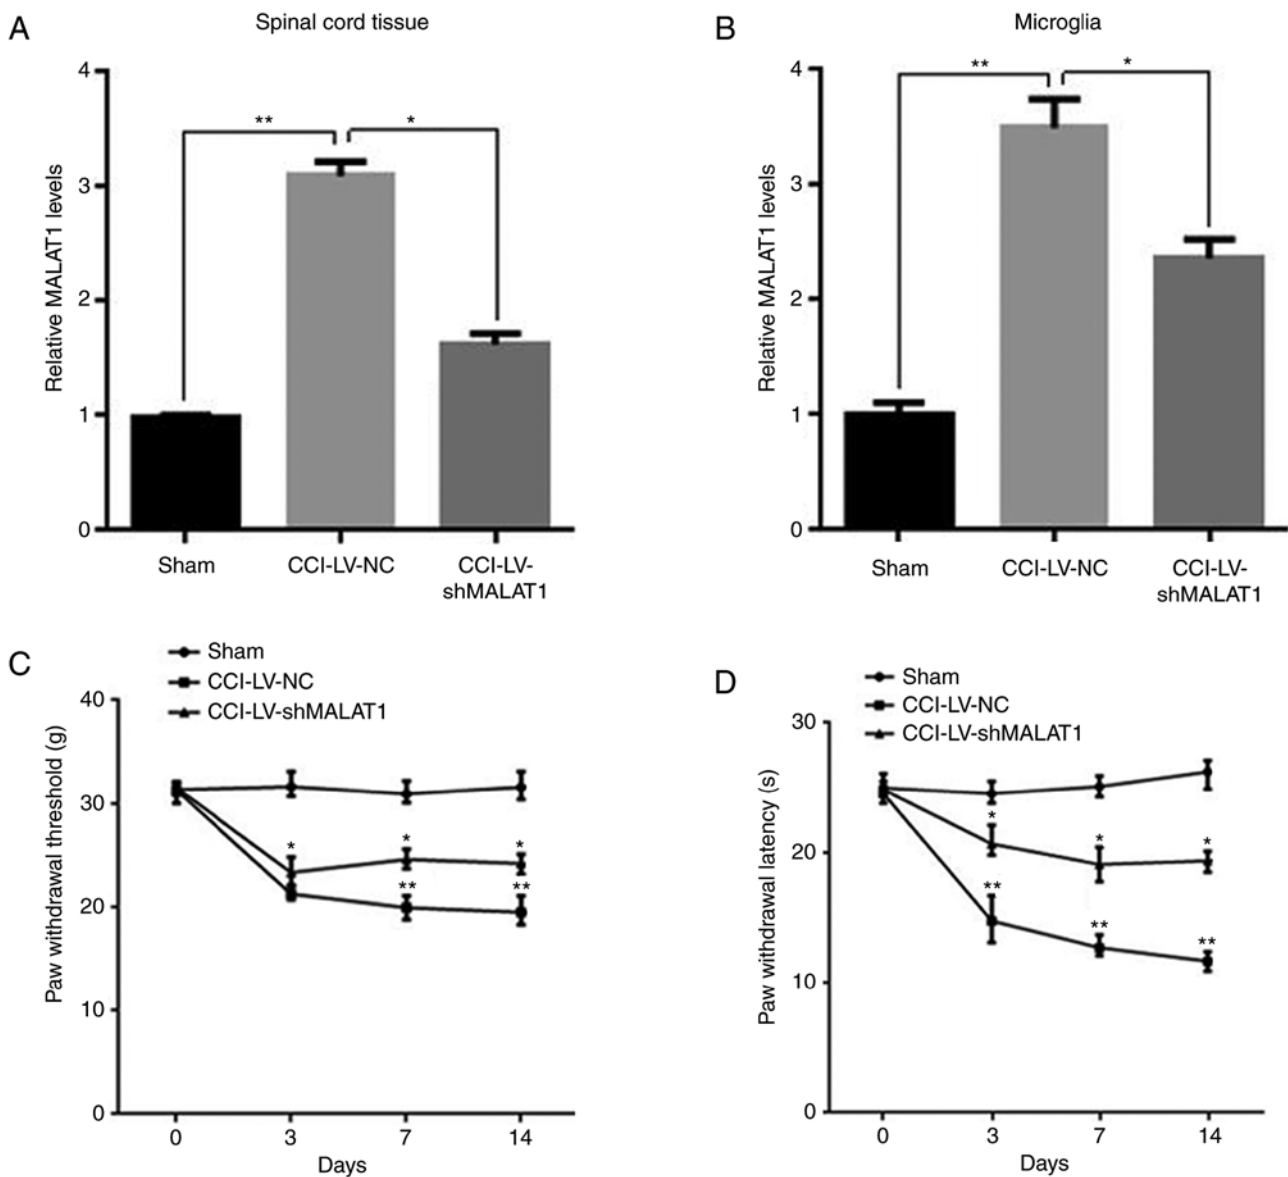 A
Spinal cord tissue
Relative MALAT1 levels
4
3
2
1
0
**
*
Sham
CCI-LV-NC
CCI-LV-
shMALAT1
B
Microglia
Relative MALAT1 levels
4
3
2
1
0
**
*
Sham
CCI-LV-NC
CCI-LV-
shMALAT1
C
Sham
CCI-LV-NC
CCI-LV-shMALAT1
Paw withdrawal threshold (g)
40
30
20
10
0
*
*
*
**
**
0
3
7
14
Days
D
Sham
CCI-LV-NC
CCI-LV-shMALAT1
Paw withdrawal latency (s)
30
20
10
0
*
*
*
**
**
**
0
3
7
14
Days